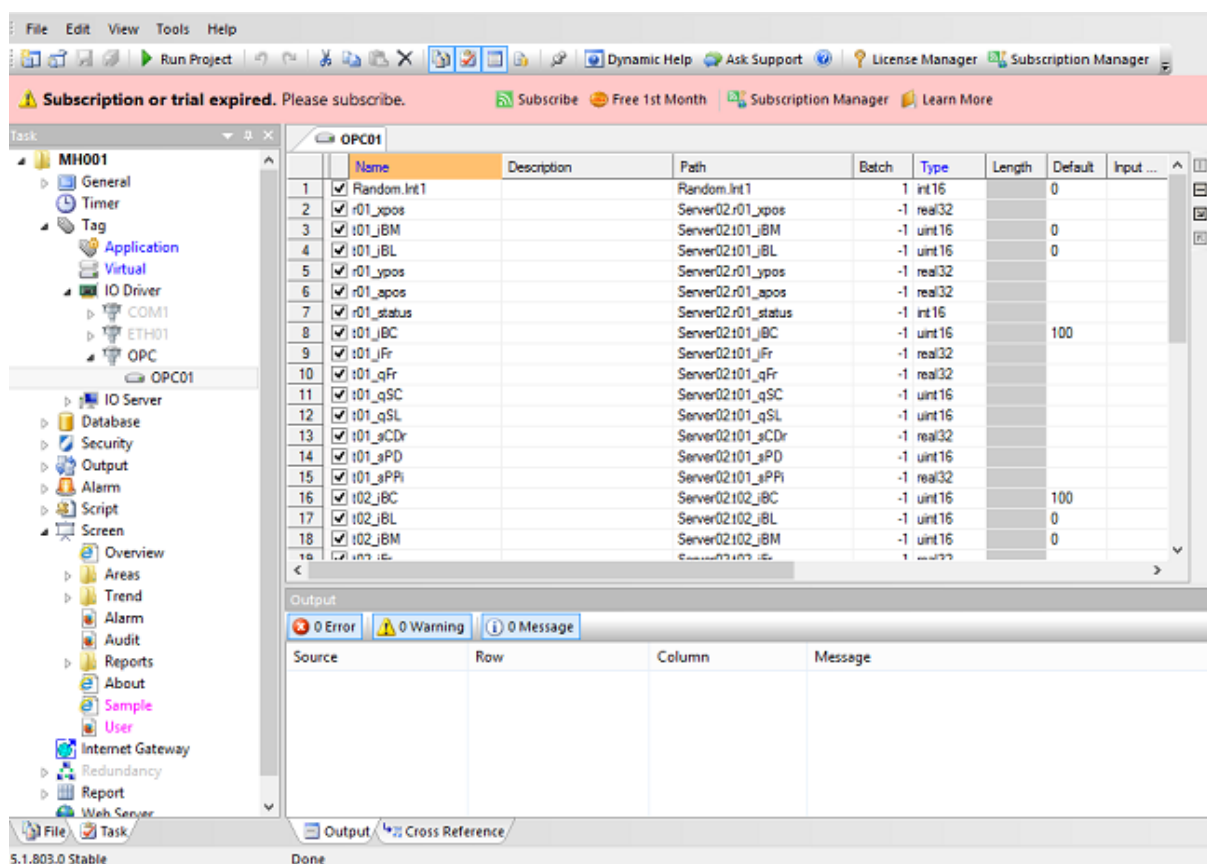 File Edit View Tools Help
Run Project Dynamic Help Ask Support License Manager Subscription Manager
Subscription or trial expired. Please subscribe. Subscribe Free 1st Month Subscription Manager Learn More
Task
MH001
General
Timer
Tag
Application
Virtual
IO Driver
COM1
ETH01
OPC
OPC01
IO Server
Database
Security
Output
Alarm
Script
Screen
Overview
Areas
Trend
Alarm
Audit
Reports
About
Sample
User
Internet Gateway
Redundancy
Report
Web Server
File Task
OPC01
Name Description Path Batch Type Length Default Input ...
1 Random.Int1 Random.Int1 1 int16 0
2 r01_xpos Server02.r01_xpos -1 real32
3 t01_iBM Server02.t01_iBM -1 uint16 0
4 t01_iBL Server02.t01_iBL -1 uint16 0
5 r01_ypos Server02.r01_ypos -1 real32
6 r01_apos Server02.r01_apos -1 real32
7 r01_status Server02.r01_status -1 int16
8 t01_iBC Server02.t01_iBC -1 uint16 100
9 t01_iFr Server02.t01_iFr -1 real32
10 t01_qFr Server02.t01_qFr -1 real32
11 t01_qSC Server02.t01_qSC -1 uint16
12 t01_qSL Server02.t01_qSL -1 uint16
13 t01_sCDr Server02.t01_sCDr -1 real32
14 t01_sPD Server02.t01_sPD -1 uint16
15 t01_sPPi Server02.t01_sPPi -1 real32
16 t02_iBC Server02.t02_iBC -1 uint16 100
17 t02_iBL Server02.t02_iBL -1 uint16 0
18 t02_iBM Server02.t02_iBM -1 uint16 0
Output
0 Error 0 Warning 0 Message
Source Row Column Message
Output Cross Reference
5.1.803.0 Stable Done